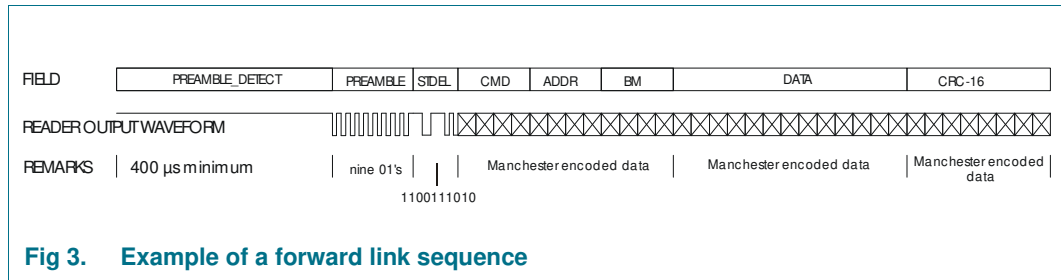 FIELD PREAMBLE_DETECT PREAMBLE STDEL CMD ADDR BM DATA CRC-16
READER OUTPUT WAVEFORM
REMARKS 400 µs minimum nine 01's Manchester encoded data Manchester encoded data Manchester encoded data
1100111010
Fig 3. Example of a forward link sequence